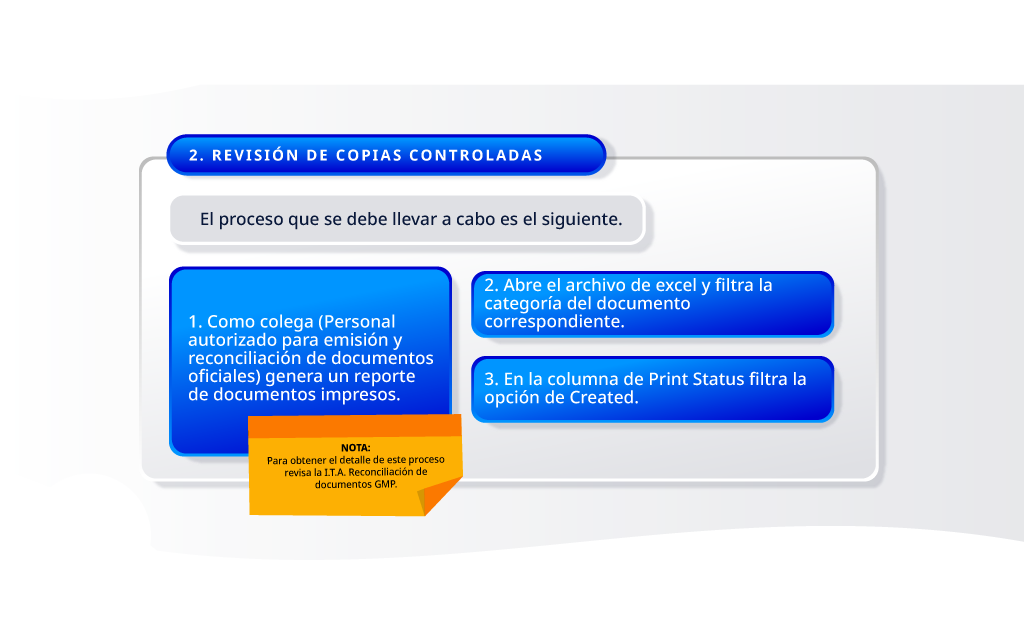 2. REVISIÓN DE COPIAS CONTROLADAS
El proceso que se debe llevar a cabo es el siguiente.
1. Como colega (Personal
autorizado para emisión y
reconciliación de documentos
oficiales) genera un reporte
de documentos impresos.
NOTA:
Para obtener el detalle de este proceso
revisa la I.T.A. Reconciliación de
documentos GMP.
2. Abre el archivo de excel y filtra la
categoría del documento
correspondiente.
3. En la columna de Print Status filtra la
opción de Created.